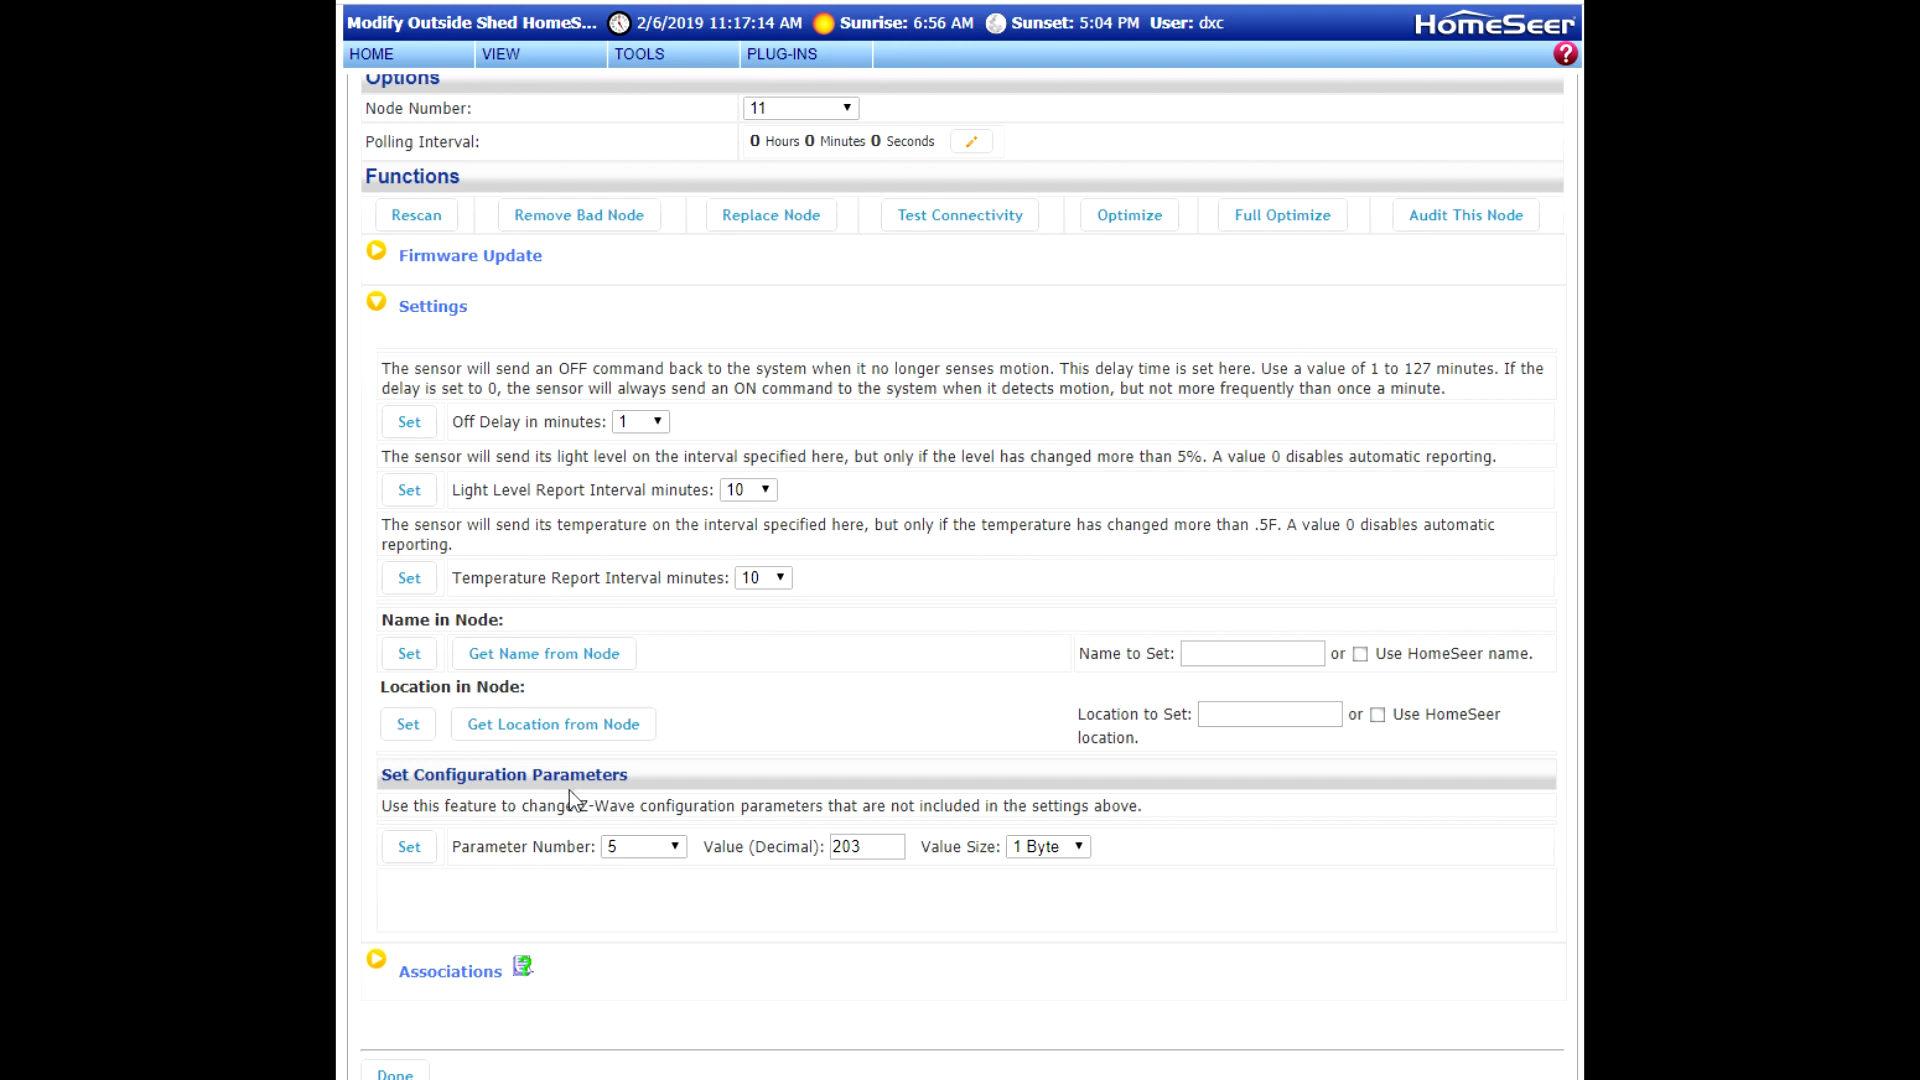 Modify Outside Shed HomeS... 2/6/2019 11:17:14 AM Sunrise: 6:56 AM Sunset: 5:04 PM User: dxc HomeSeer
HOME VIEW TOOLS PLUG-INS ?
Options
Node Number: 11
Polling Interval: 0 Hours 0 Minutes 0 Seconds
Functions
Rescan Remove Bad Node Replace Node Test Connectivity Optimize Full Optimize Audit This Node
Firmware Update
Settings
The sensor will send an OFF command back to the system when it no longer senses motion. This delay time is set here. Use a value of 1 to 127 minutes. If the
delay is set to 0, the sensor will always send an ON command to the system when it detects motion, but not more frequently than once a minute.
Set Off Delay in minutes: 1
The sensor will send its light level on the interval specified here, but only if the level has changed more than 5%. A value 0 disables automatic reporting.
Set Light Level Report Interval minutes: 10
The sensor will send its temperature on the interval specified here, but only if the temperature has changed more than .5F. A value 0 disables automatic
reporting.
Set Temperature Report Interval minutes: 10
Name in Node:
Set Get Name from Node Name to Set: or Use HomeSeer name.
Location in Node:
Set Get Location from Node Location to Set: or Use HomeSeer
location.
Set Configuration Parameters
Use this feature to change Z-Wave configuration parameters that are not included in the settings above.
Set Parameter Number: 5 Value (Decimal): 203 Value Size: 1 Byte
Associations
Done